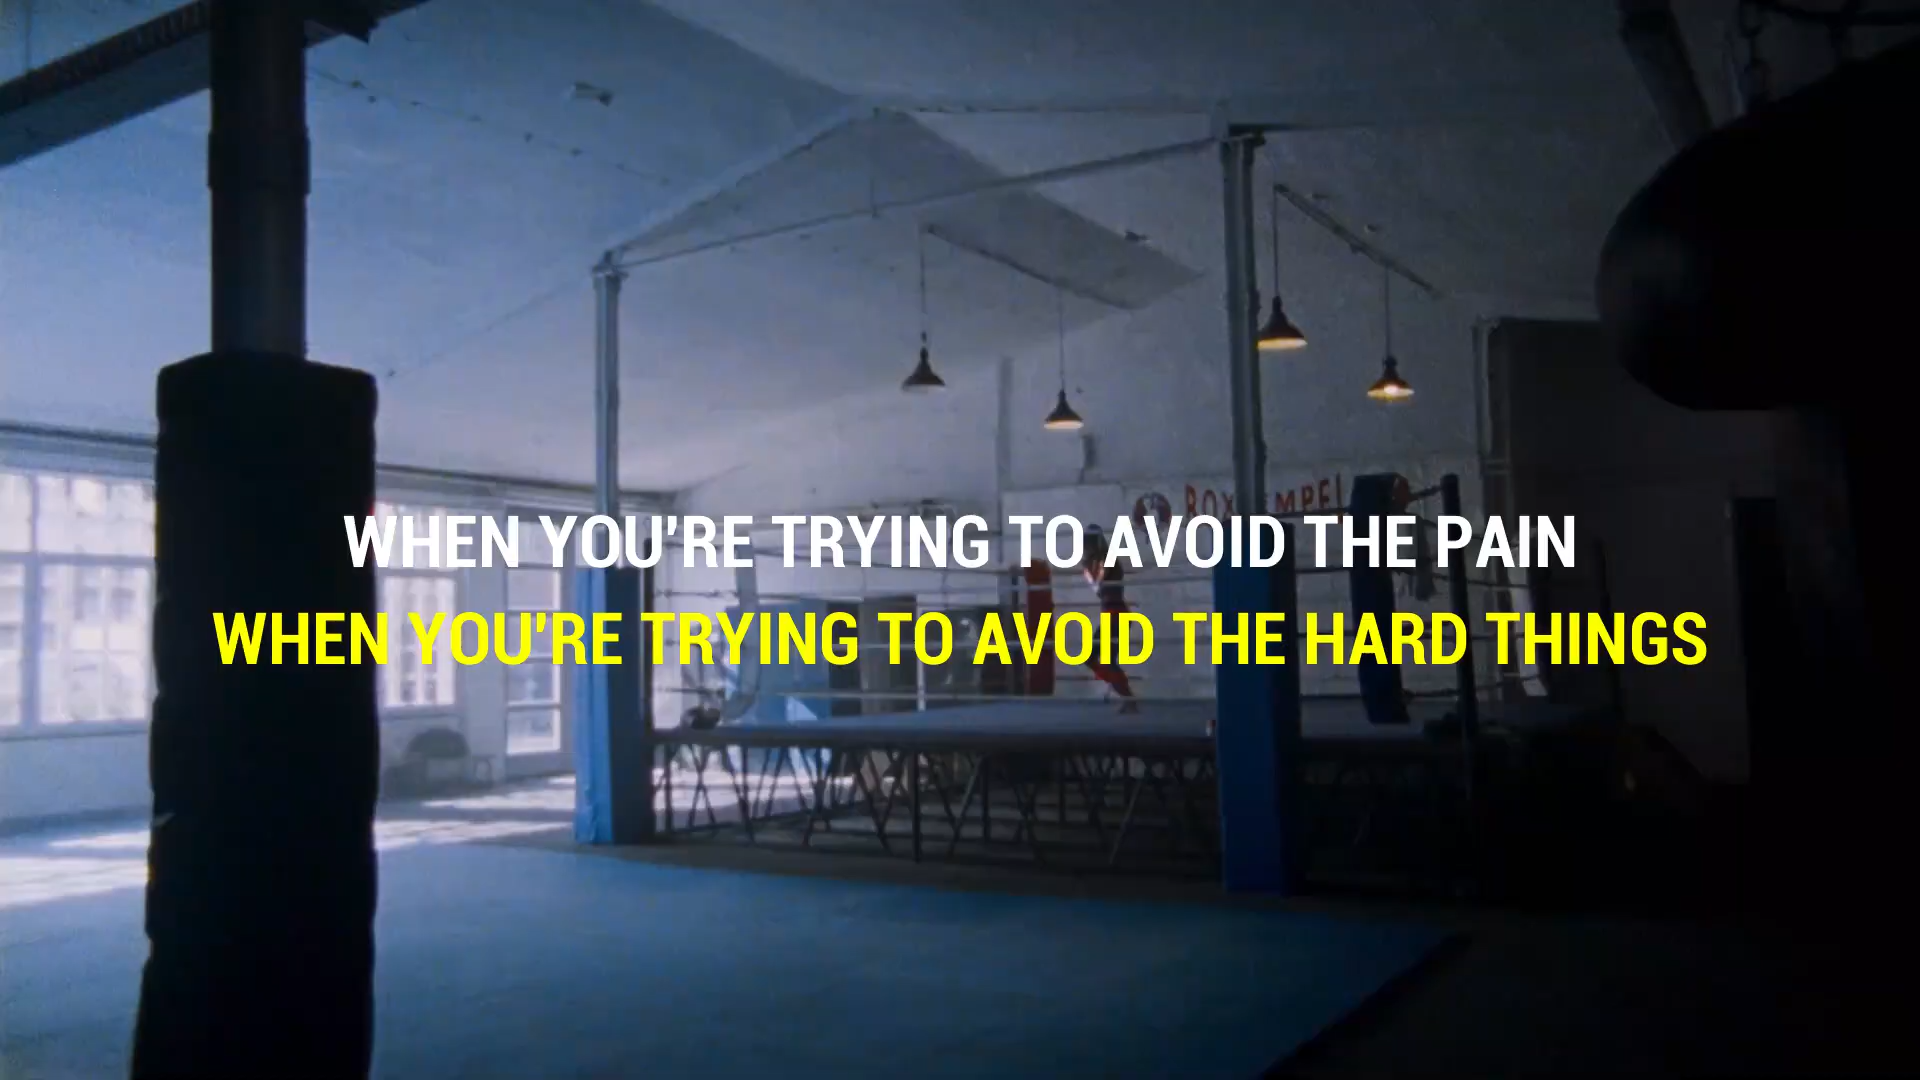 WHEN YOU'RE TRYING TO AVOID THE PAIN
WHEN YOU'RE TRYING TO AVOID THE HARD THINGS